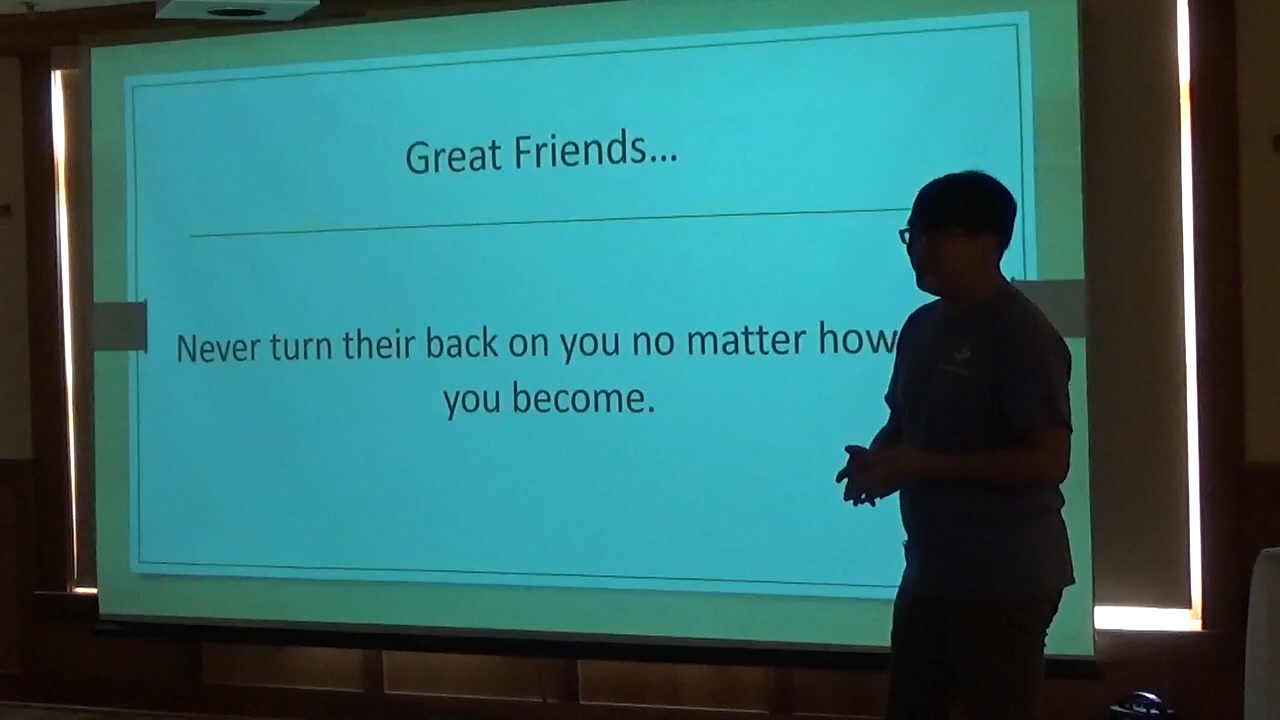 Great Friends...
Never turn their back on you no matter how
you become.